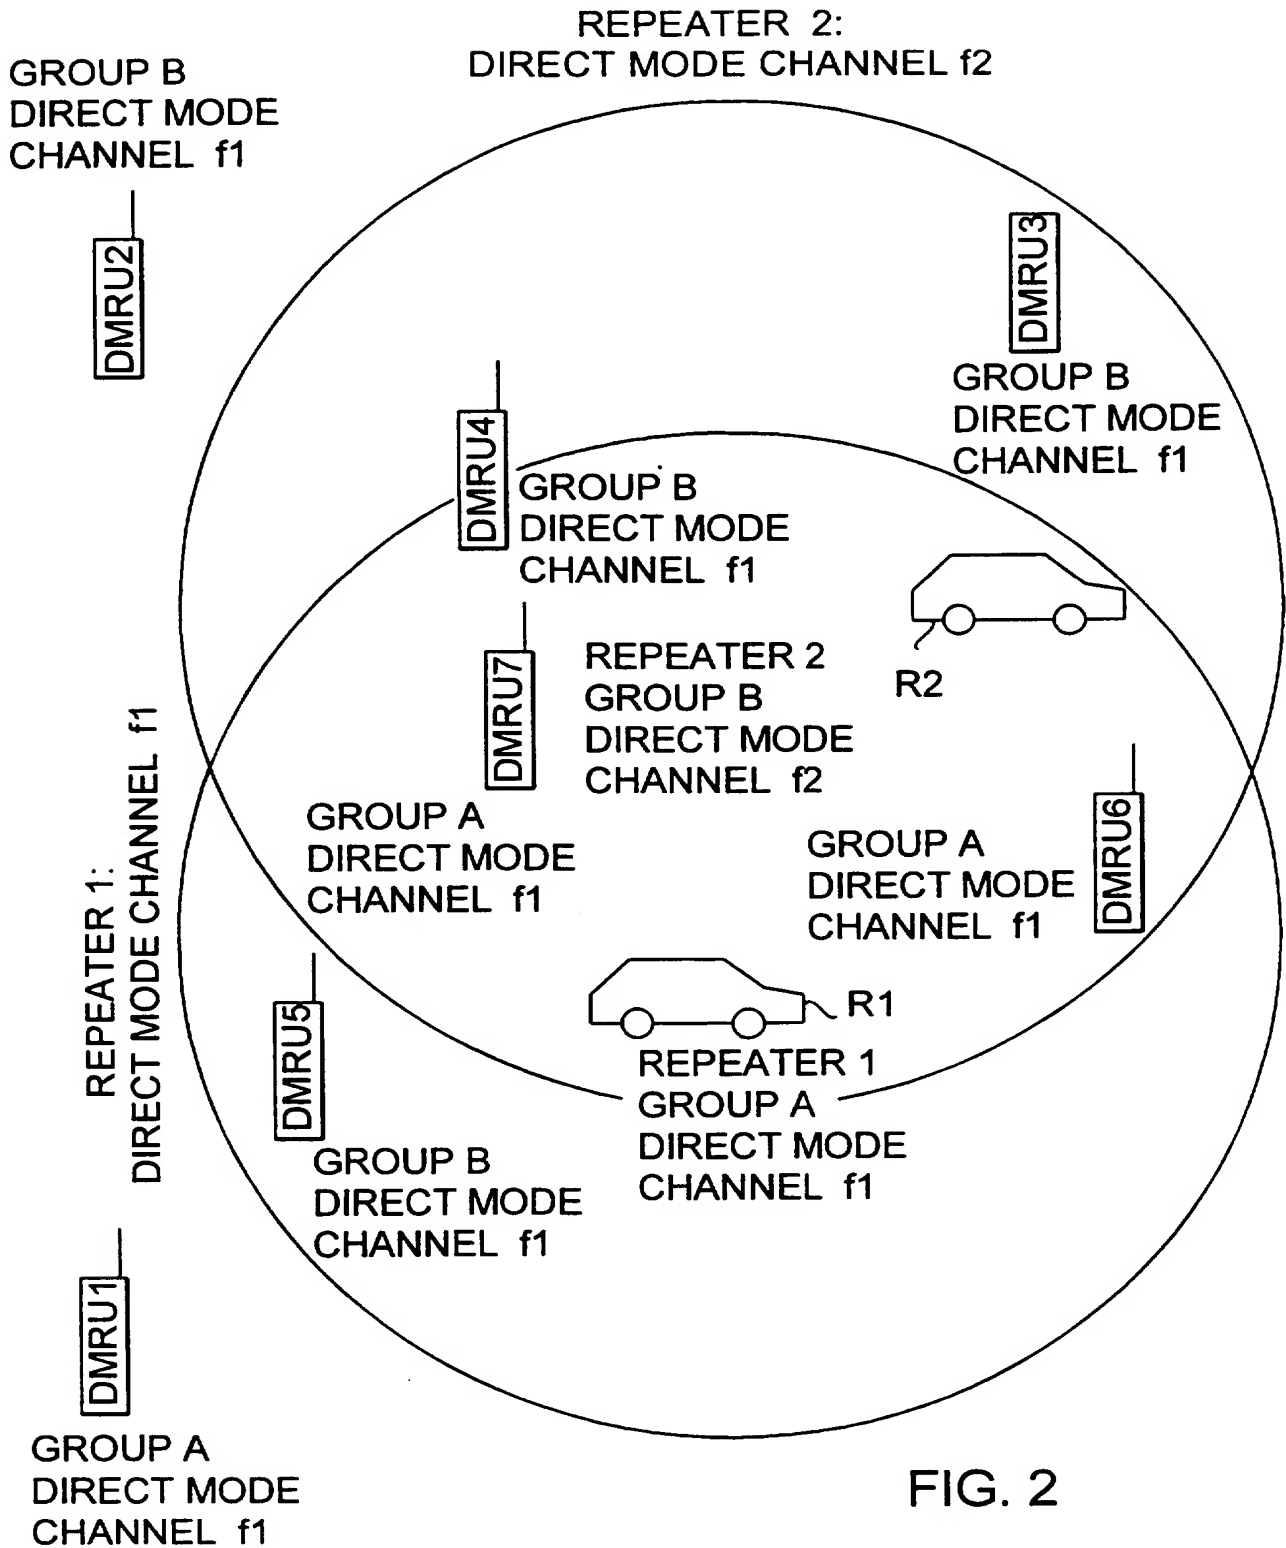 REPEATER 2:
DIRECT MODE CHANNEL f2
GROUP B
DIRECT MODE
CHANNEL f1
DMRU2
DMRU3
GROUP B
DIRECT MODE
CHANNEL f1
DMRU4
GROUP B
DIRECT MODE
CHANNEL f1
R2
DMRU7
REPEATER 2
GROUP B
DIRECT MODE
CHANNEL f2
GROUP A
DIRECT MODE
CHANNEL f1
DMRU6
GROUP A
DIRECT MODE
CHANNEL f1
REPEATER 1:
DIRECT MODE CHANNEL f1
R1
REPEATER 1
GROUP A
DIRECT MODE
CHANNEL f1
DMRU5
GROUP B
DIRECT MODE
CHANNEL f1
DMRU1
GROUP A
DIRECT MODE
CHANNEL f1
FIG. 2